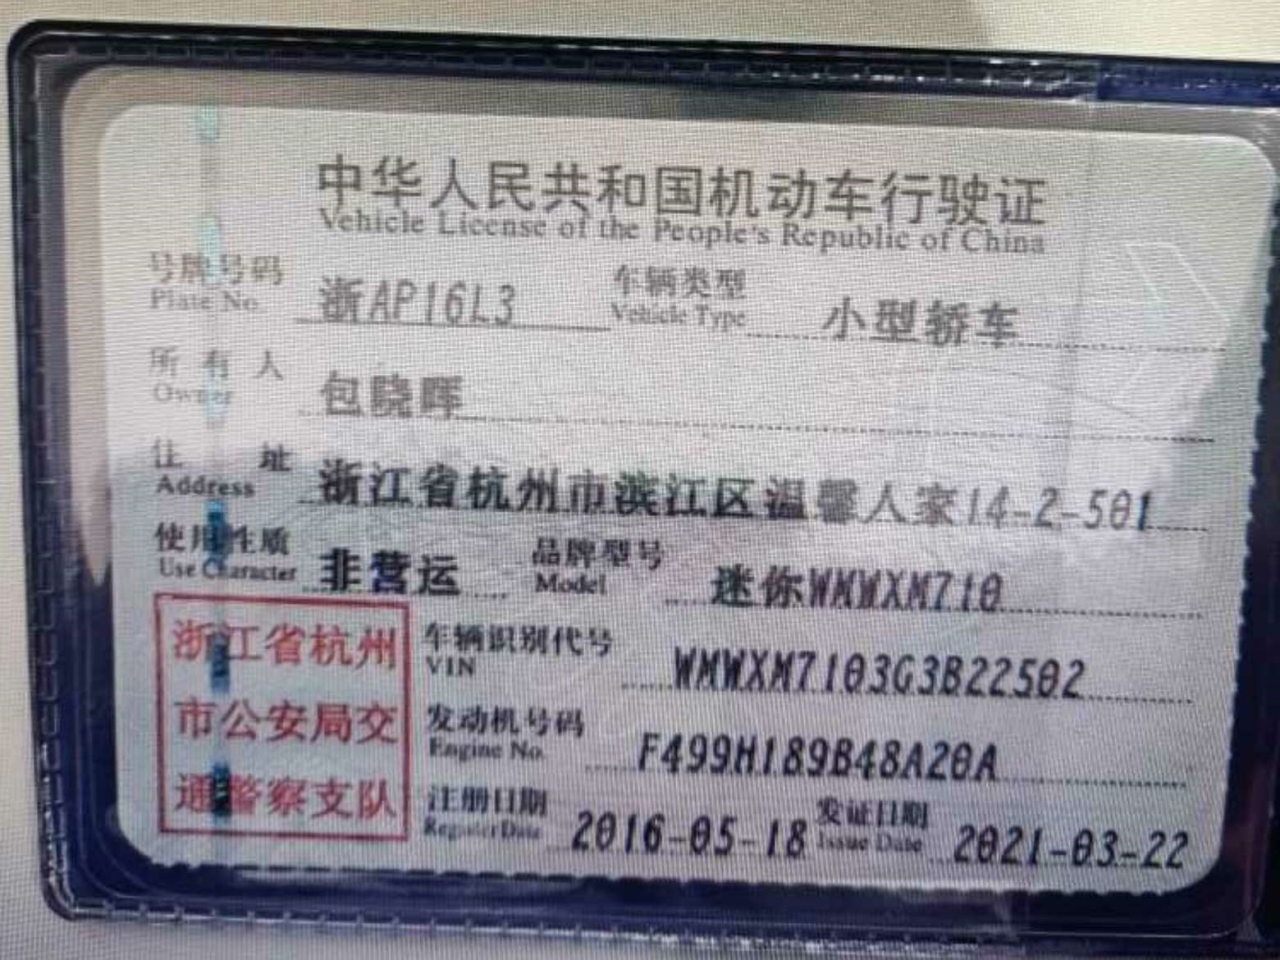 中华人民共和国机动车行驶证
Vehicle License of the People's Republic of China
号牌号码 浙AP16L3 车辆类型 小型轿车
Plate No. Vehicle Type
所有人 包晓晖
Owner
住址 浙江省杭州市滨江区温馨人家14-2-501
Address
使用性质 非营运 品牌型号 迷你WMWXM710
Use Character Model
浙江省杭州
市公安局交
通警察支队
车辆识别代号 WMWXM7103G3B22502
VIN
发动机号码 F499H189B48A20A
Engine No.
注册日期 2016-05-18 发证日期 2021-03-22
Register Date Issue Date